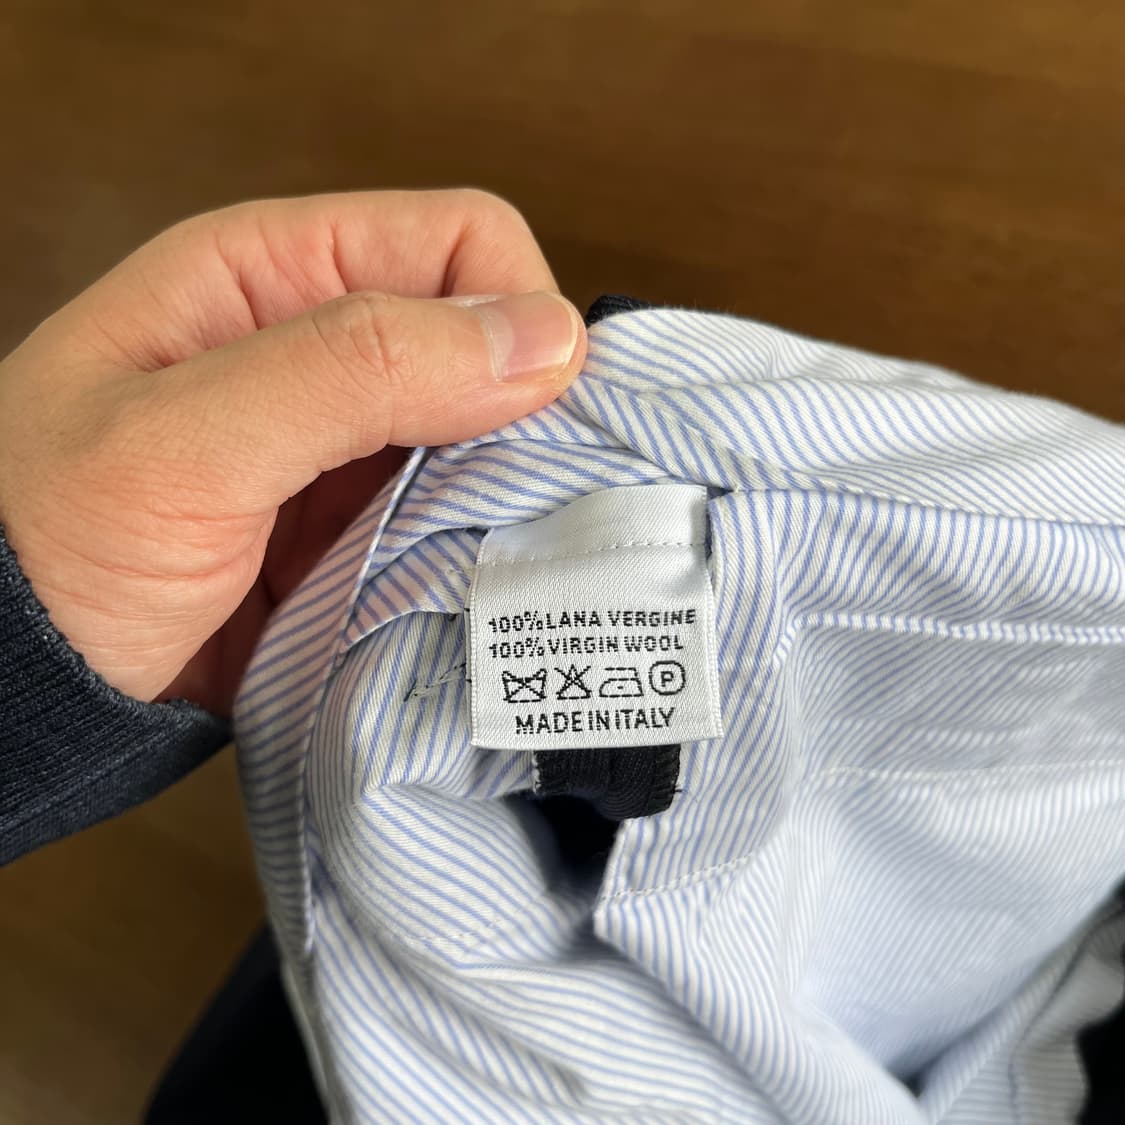 100% LANA VERGINE
100% VIRGIN WOOL
P
MADE IN ITALY